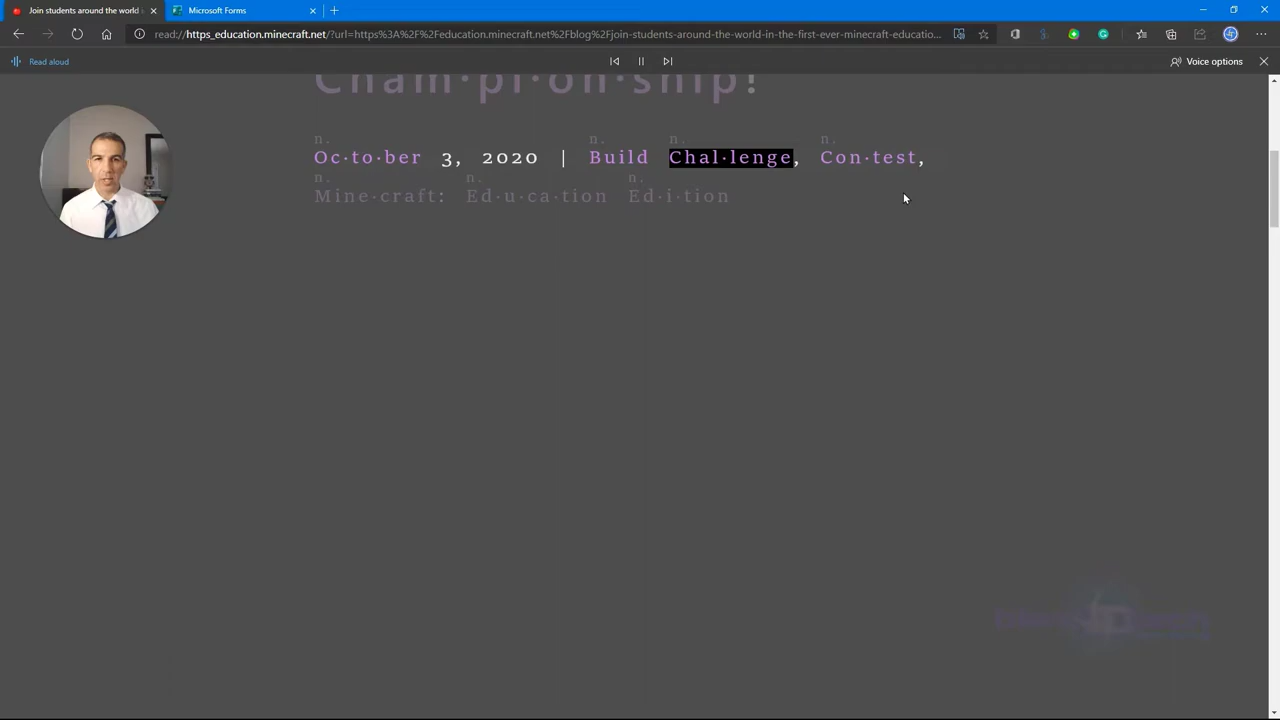 Join students around the world
Microsoft Forms
read://https_education.minecraft.net/?url=https%3A%2F%2Feducation.minecraft.net%2Fblog%2Fjoin-students-around-the-world-in-the-first-ever-minecraft-educatio...
Read aloud
Voice options
Cham·pi·on·ship!
n. n. n. n.
Oc·to·ber 3, 2020 | Build Chal·lenge, Con·test,
n. n. n.
Mine·craft: Ed·u·ca·tion Ed·i·tion